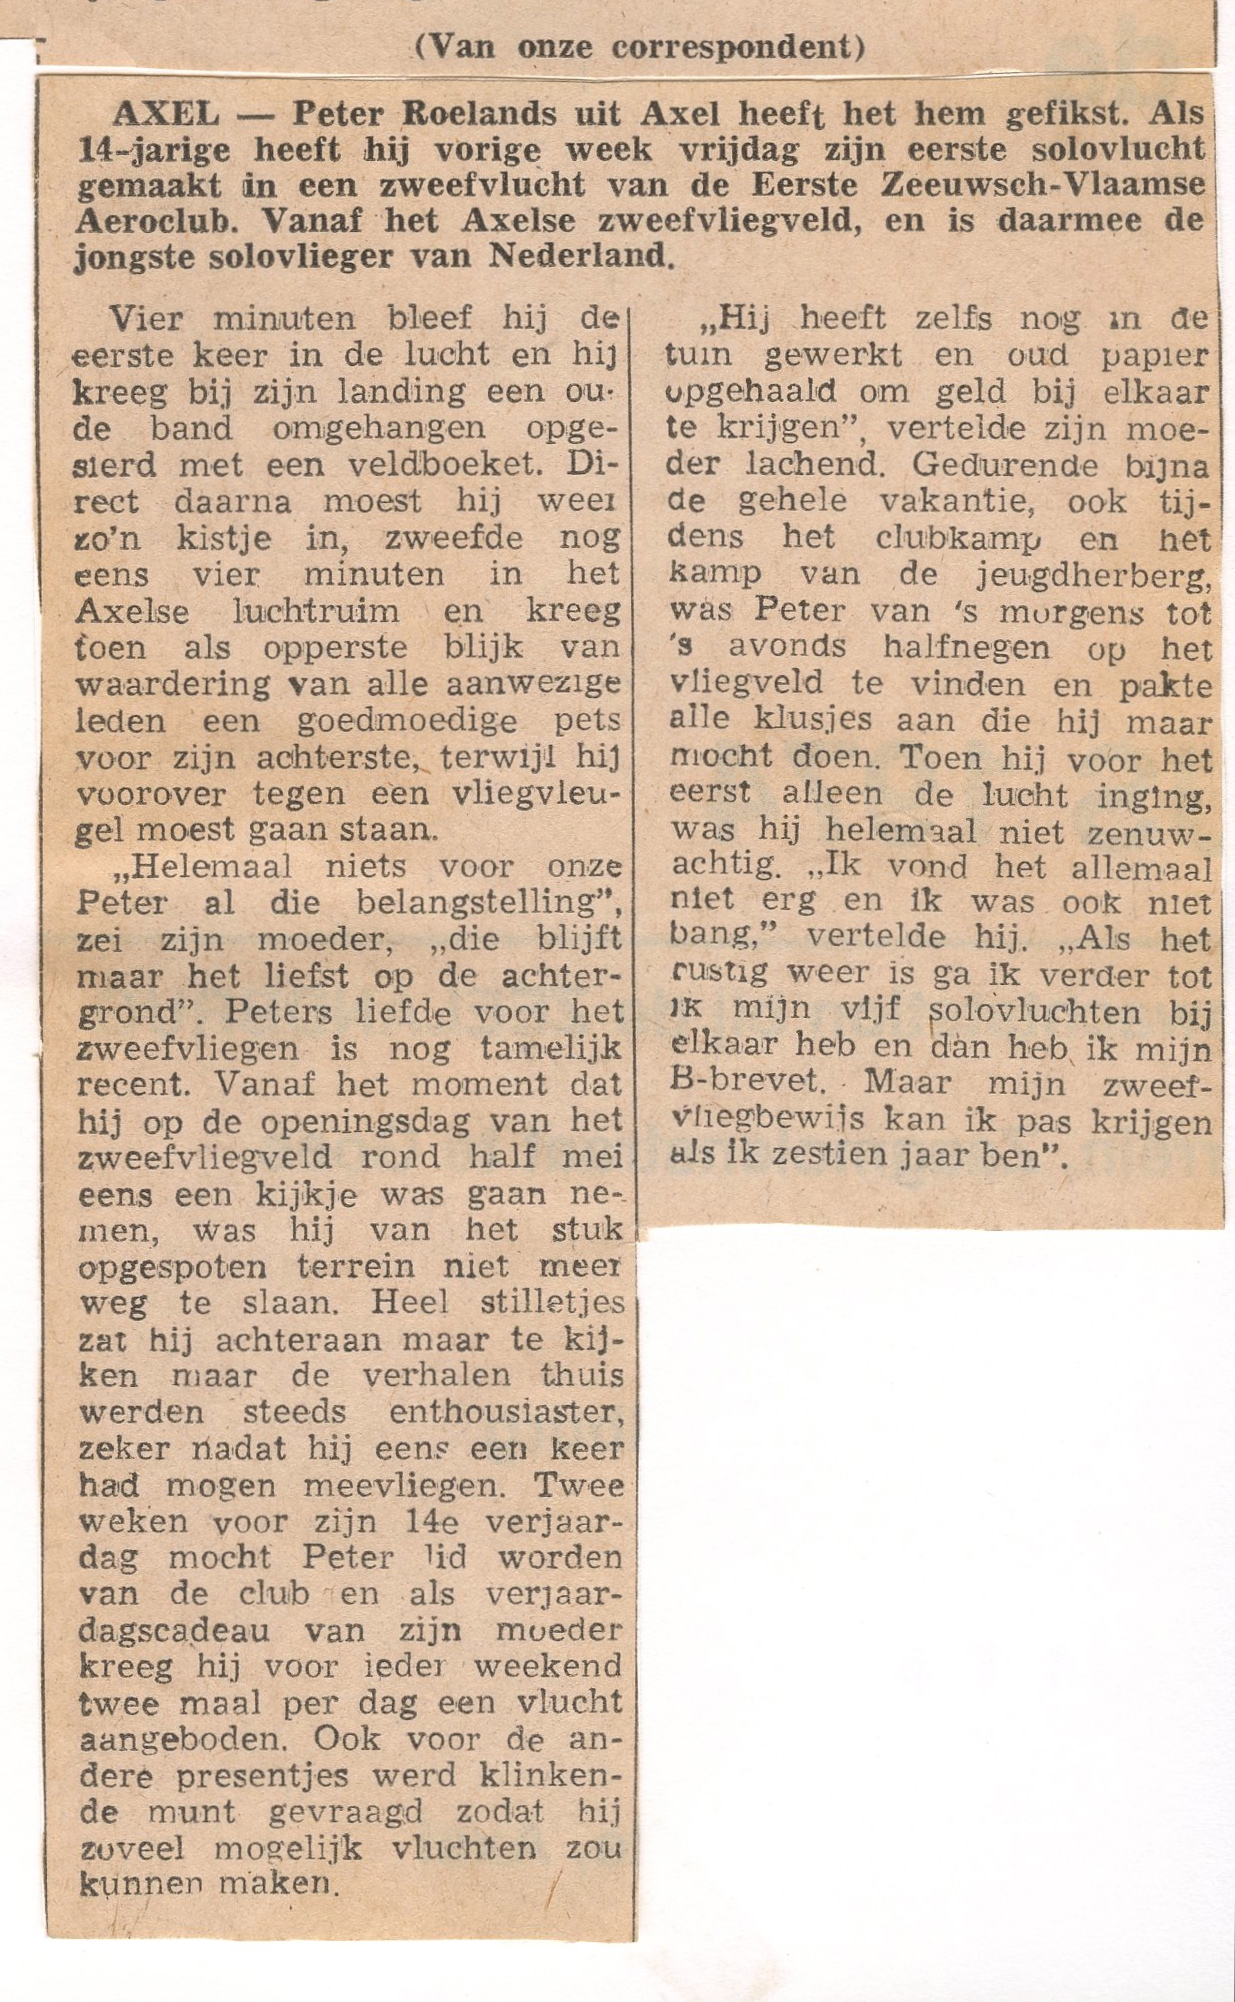 (Van onze correspondent)
AXEL — Peter Roelands uit Axel heeft het hem gefikst. Als
14-jarige heeft hij vorige week vrijdag zijn eerste solovlucht
gemaakt in een zweefvlucht van de Eerste Zeeuwsch-Vlaamse
Aeroclub. Vanaf het Axelse zweefvliegveld, en is daarmee de
jongste solovlieger van Nederland.
Vier minuten bleef hij de
eerste keer in de lucht en hij
kreeg bij zijn landing een ou-
de band omgehangen opge-
sierd met een veldboeket. Di-
rect daarna moest hij weer
zo'n kistje in, zweefde nog
eens vier minuten in het
Axelse luchtruim en kreeg
toen als opperste blijk van
waardering van alle aanwezige
leden een goedmoedige pets
voor zijn achterste, terwijl hij
voorover tegen een vliegvleu-
gel moest gaan staan.
„Helemaal niets voor onze
Peter al die belangstelling”,
zei zijn moeder, „die blijft
maar het liefst op de achter-
grond”. Peters liefde voor het
zweefvliegen is nog tamelijk
recent. Vanaf het moment dat
hij op de openingsdag van het
zweefvliegveld rond half mei
eens een kijkje was gaan ne-
men, was hij van het stuk
opgespoten terrein niet meer
weg te slaan. Heel stilletjes
zat hij achteraan maar te kij-
ken maar de verhalen thuis
werden steeds enthousiaster,
zeker nadat hij eens een keer
had mogen meevliegen. Twee
weken voor zijn 14e verjaar-
dag mocht Peter lid worden
van de club en als verjaar-
dagscadeau van zijn moeder
kreeg hij voor ieder weekend
twee maal per dag een vlucht
aangeboden. Ook voor de an-
dere presentjes werd klinken-
de munt gevraagd zodat hij
zoveel mogelijk vluchten zou
kunnen maken.
„Hij heeft zelfs nog in de
tuin gewerkt en oud papier
opgehaald om geld bij elkaar
te krijgen”, vertelde zijn moe-
der lachend. Gedurende bijna
de gehele vakantie, ook tij-
dens het clubkamp en het
kamp van de jeugdherberg,
was Peter van 's morgens tot
's avonds halfnegen op het
vliegveld te vinden en pakte
alle klusjes aan die hij maar
mocht doen. Toen hij voor het
eerst alleen de lucht inging,
was hij helemaal niet zenuw-
achtig. „Ik vond het allemaal
niet erg en ik was ook niet
bang,” vertelde hij. „Als het
rustig weer is ga ik verder tot
ik mijn vijf solovluchten bij
elkaar heb en dan heb ik mijn
B-brevet. Maar mijn zweef-
vliegbewijs kan ik pas krijgen
als ik zestien jaar ben”.